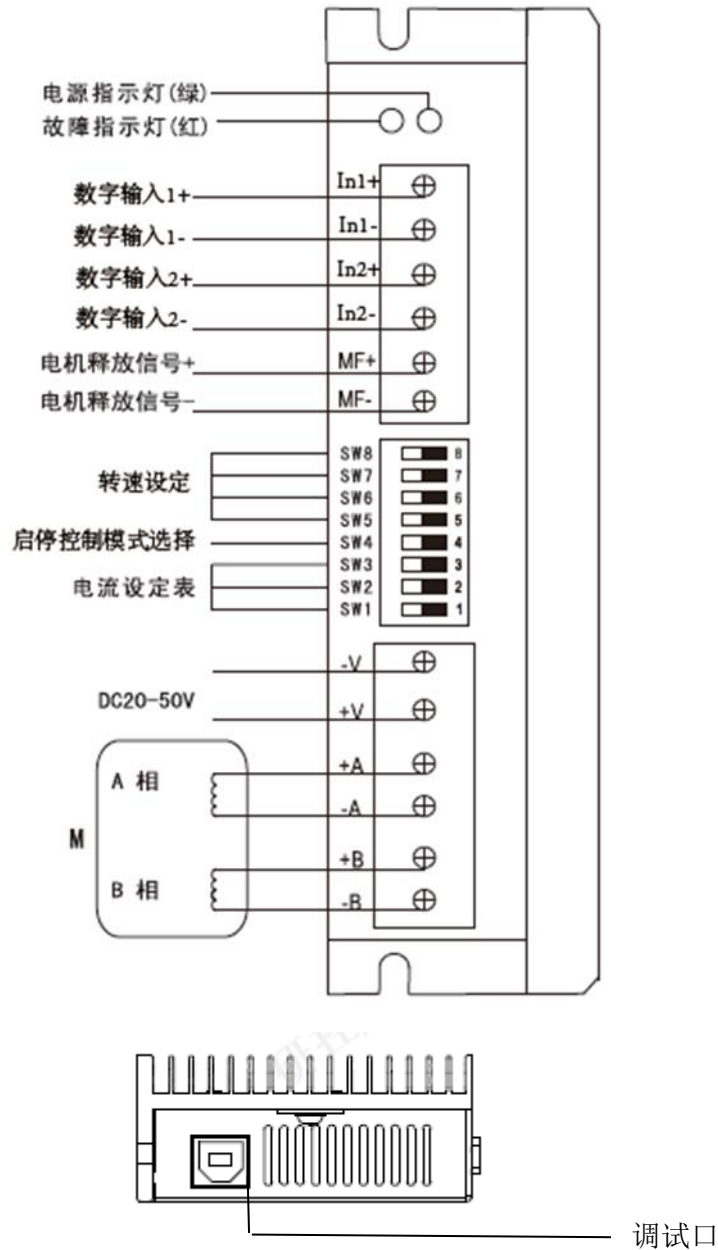 电源指示灯(绿)
故障指示灯(红)
数字输入1+ In1+
数字输入1- In1-
数字输入2+ In2+
数字输入2- In2-
电机释放信号+ MF+
电机释放信号- MF-
转速设定
SW8 8
SW7 7
SW6 6
SW5 5
启停控制模式选择 SW4 4
电流设定表
SW3 3
SW2 2
SW1 1
DC20-50V
-V
+V
M
A 相
+A
-A
B 相
+B
-B
调试口